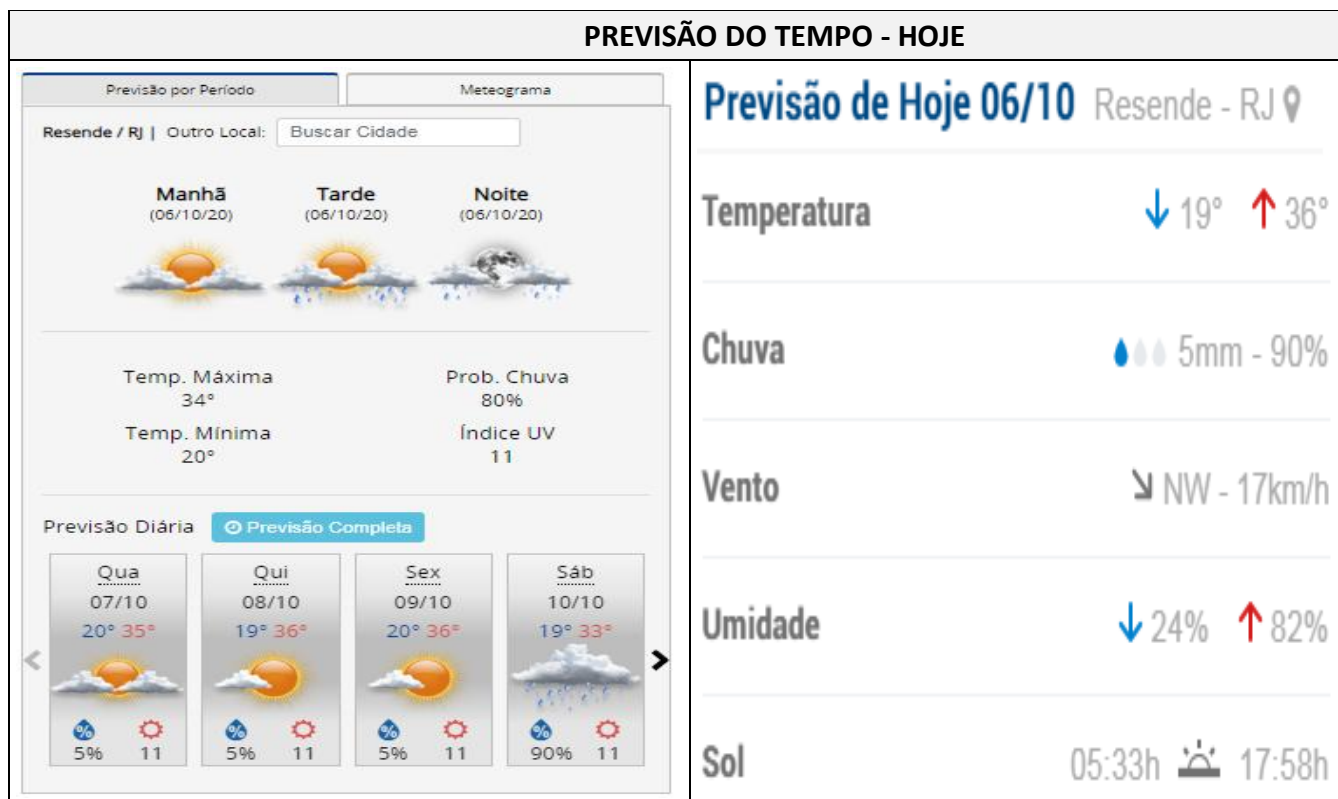 PREVISÃO DO TEMPO - HOJE
Previsão por Período
Meteograma
Resende / RJ | Outro Local: Buscar Cidade
Manhã Tarde Noite
(06/10/20) (06/10/20) (06/10/20)
Temp. Máxima Prob. Chuva
34° 80%
Temp. Mínima Índice UV
20° 11
Previsão Diária Previsão Completa
Qua Qui Sex Sáb
07/10 08/10 09/10 10/10
20° 35° 19° 36° 20° 36° 19° 33°
% % % %
5% 11 5% 11 5% 11 90% 11
Previsão de Hoje 06/10 Resende - RJ
Temperatura 19° 36°
Chuva 5mm - 90%
Vento NW - 17km/h
Umidade 24% 82%
Sol 05:33h 17:58h